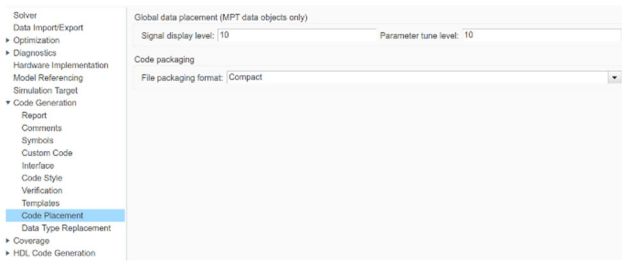 Solver
Data Import/Export
Optimization
Diagnostics
Hardware Implementation
Model Referencing
Simulation Target
Code Generation
Report
Comments
Symbols
Custom Code
Interface
Code Style
Verification
Templates
Code Placement
Data Type Replacement
Coverage
HDL Code Generation
Global data placement (MPT data objects only)
Signal display level: 10 Parameter tune level: 10
Code packaging
File packaging format: Compact